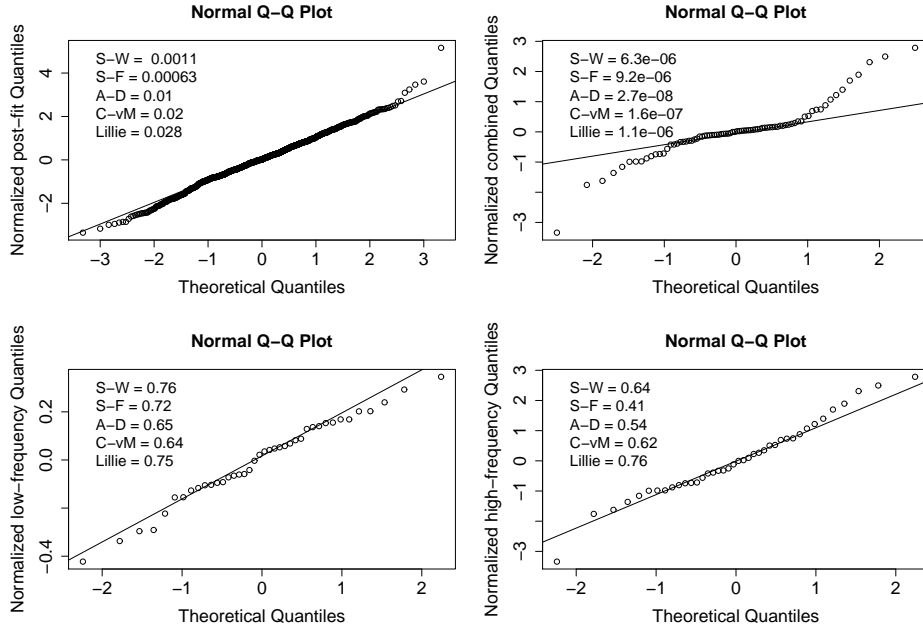 Normal Q−Q Plot
S−W = 0.0011
S−F = 0.00063
A−D = 0.01
C−vM = 0.02
Lillie = 0.028
Normalized post−fit Quantiles
−2 0 2 4
−3 −2 −1 0 1 2 3
Theoretical Quantiles
Normal Q−Q Plot
S−W = 6.3e−06
S−F = 9.2e−06
A−D = 2.7e−08
C−vM = 1.6e−07
Lillie = 1.1e−06
Normalized combined Quantiles
−3 −1 0 1 2 3
−2 −1 0 1 2
Theoretical Quantiles
Normal Q−Q Plot
S−W = 0.76
S−F = 0.72
A−D = 0.65
C−vM = 0.64
Lillie = 0.75
Normalized low−frequency Quantiles
−0.4 0.0 0.2
−2 −1 0 1 2
Theoretical Quantiles
Normal Q−Q Plot
S−W = 0.64
S−F = 0.41
A−D = 0.54
C−vM = 0.62
Lillie = 0.76
Normalized high−frequency Quantiles
−3 −1 0 1 2 3
−2 −1 0 1 2
Theoretical Quantiles